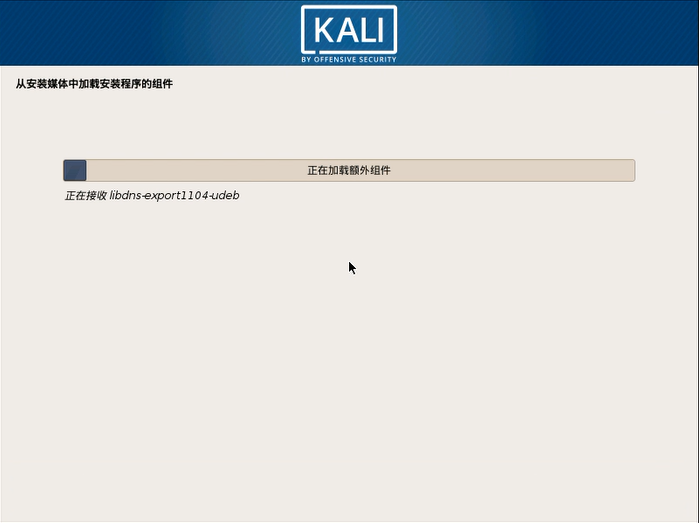 KALI
BY OFFENSIVE SECURITY
从安装媒体中加载安装程序的组件
正在加载额外组件
正在接收 libdns-export1104-udeb